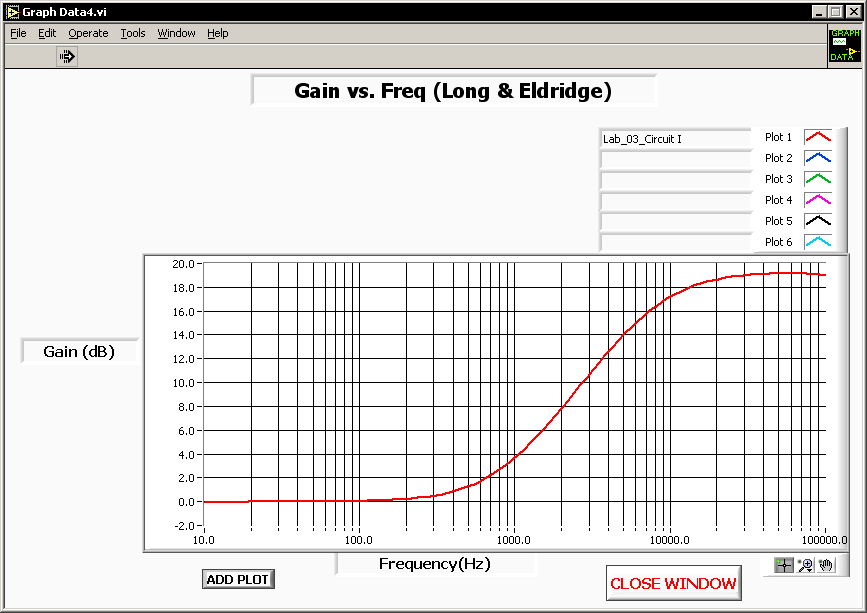 Graph Data4.vi
File Edit Operate Tools Window Help
GRAPH
DATA
Gain vs. Freq (Long & Eldridge)
Lab_03_Circuit I Plot 1
Plot 2
Plot 3
Plot 4
Plot 5
Plot 6
20.0
18.0
16.0
14.0
12.0
Gain (dB)
10.0
8.0
6.0
4.0
2.0
0.0
-2.0
10.0 100.0 1000.0 10000.0 100000.0
Frequency(Hz)
ADD PLOT
CLOSE WINDOW